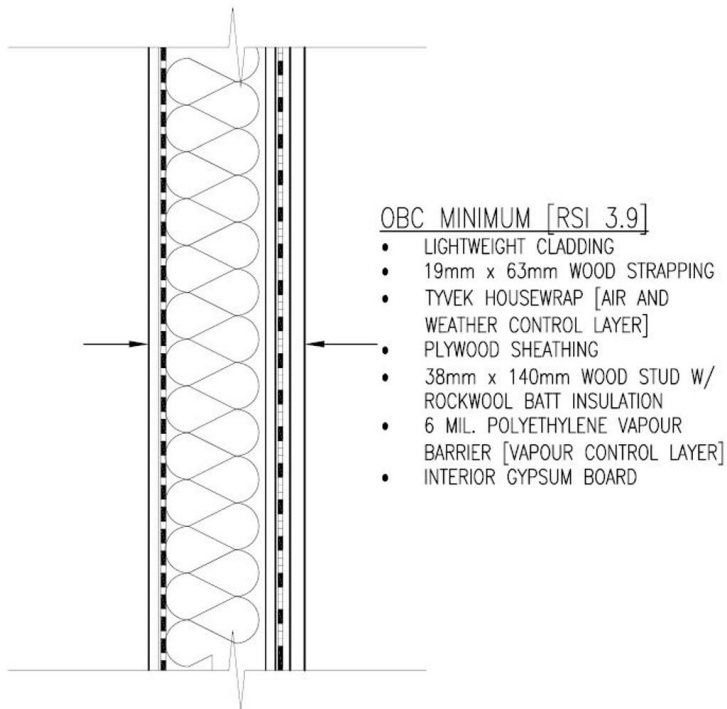 OBC MINIMUM [RSI 3.9]
• LIGHTWEIGHT CLADDING
• 19mm x 63mm WOOD STRAPPING
• TYVEK HOUSEWRAP [AIR AND
WEATHER CONTROL LAYER]
• PLYWOOD SHEATHING
• 38mm x 140mm WOOD STUD W/
ROCKWOOL BATT INSULATION
• 6 MIL. POLYETHYLENE VAPOUR
BARRIER [VAPOUR CONTROL LAYER]
• INTERIOR GYPSUM BOARD